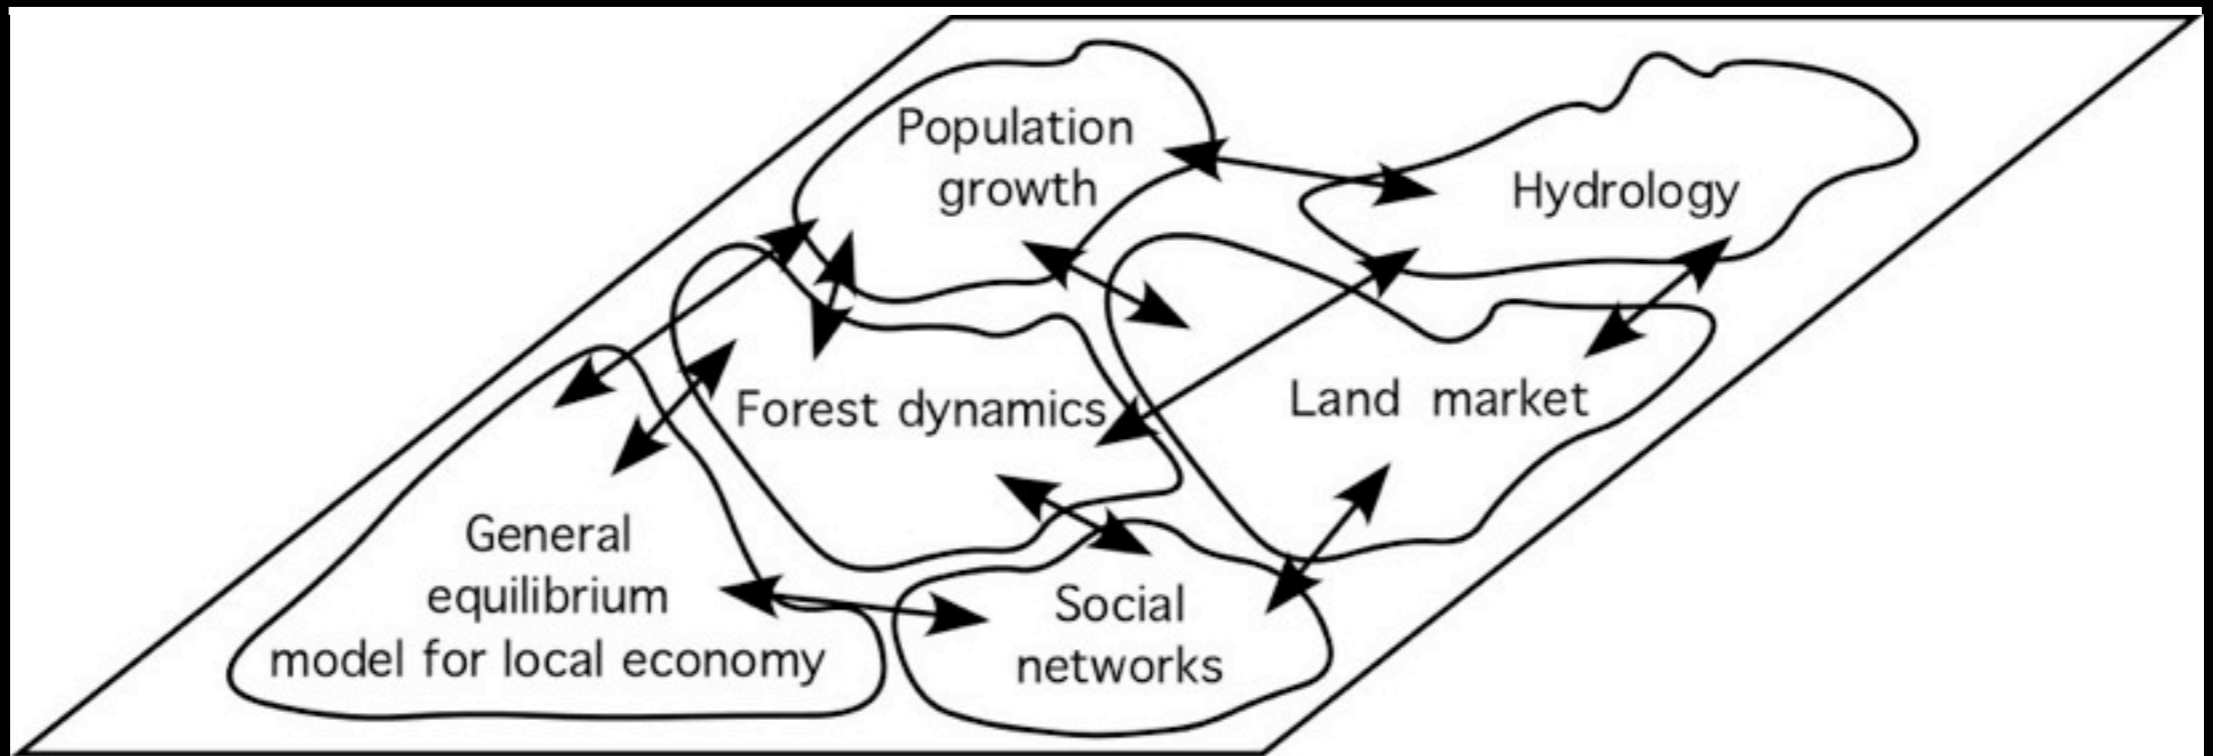 Population
growth
Hydrology
Forest dynamics
Land market
General
equilibrium
model for local economy
Social
networks